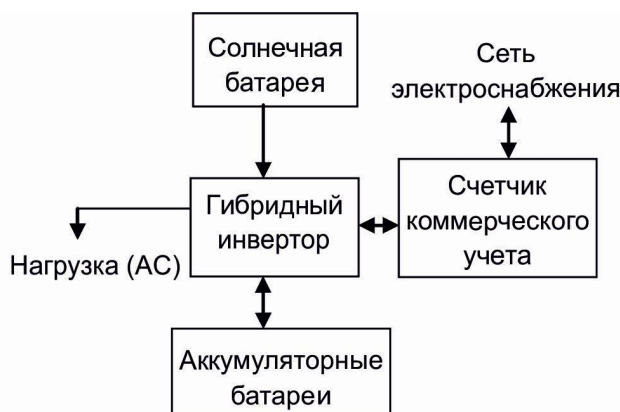 Солнечная
батарея
Сеть
электроснабжения
Гибридный
инвертор
Счетчик
коммерческого
учета
Нагрузка (AC)
Аккумуляторные
батареи